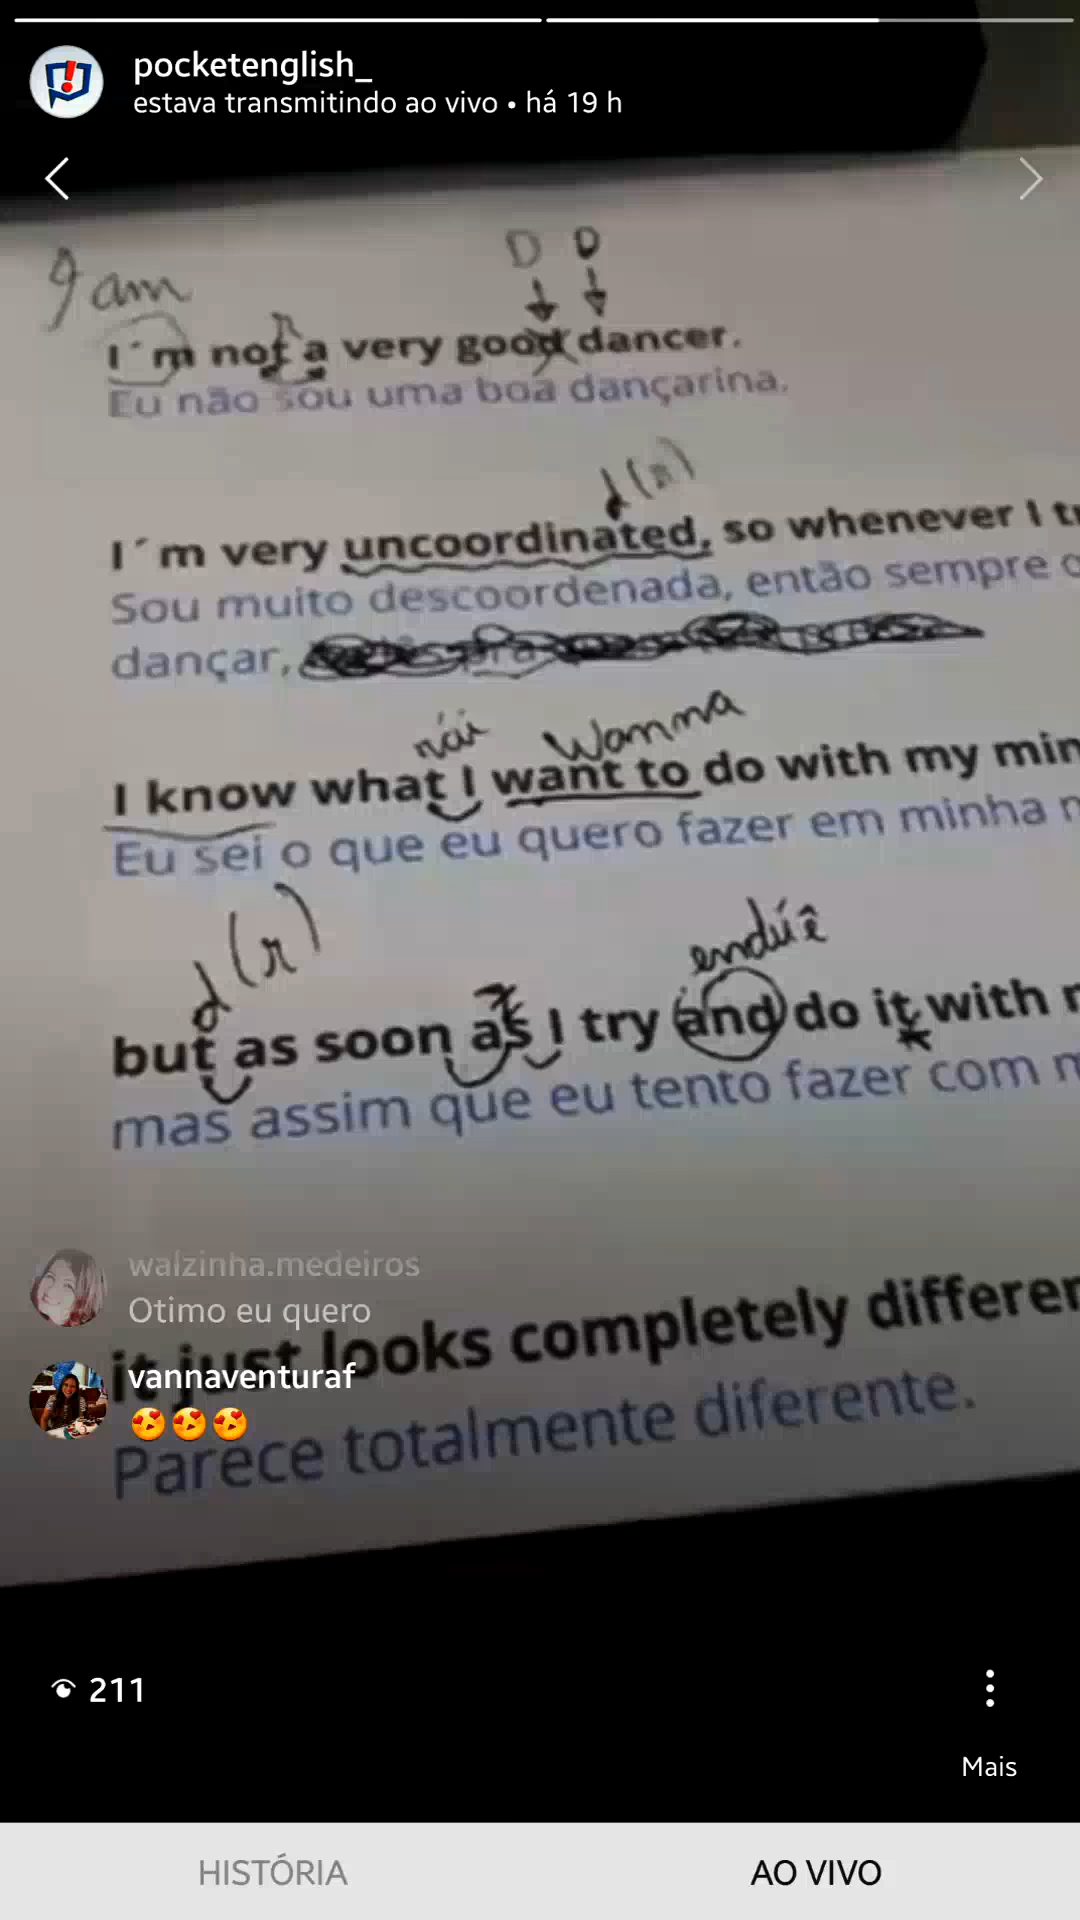 pocketenglish_
estava transmitindo ao vivo • há 19 h
D D
I am
I´m not a very good dancer.
Eu não sou uma boa dançarina.
d(r)
I´m very uncoordinated, so whenever I t
Sou muito descoordenada, então sempre
dançar,
rái Wanna
I know what I want to do with my min
Eu sei o que eu quero fazer em minha
d(r) z
but as soon as I try and do it with
mas assim que eu tento fazer com
walzinha.medeiros
Otimo eu quero
it just looks completely differen
vannaventuraf
😍😍😍
Parece totalmente diferente.
211
Mais
HISTÓRIA AO VIVO